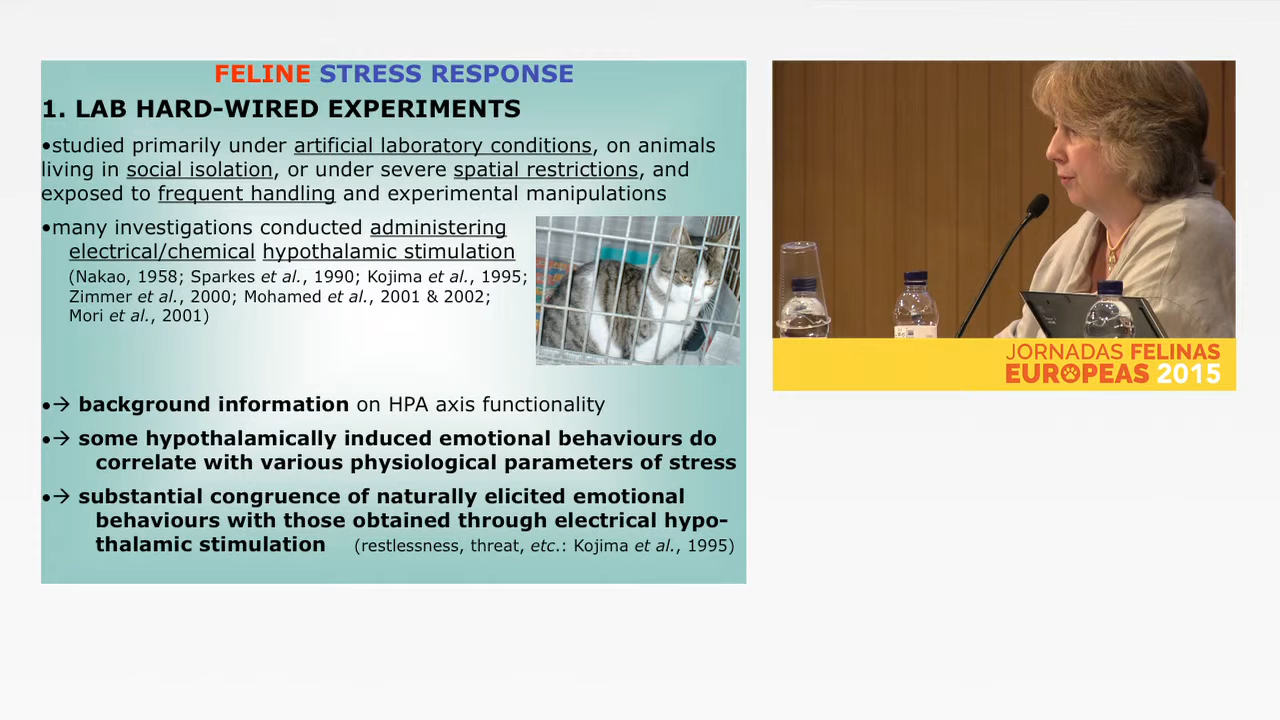 FELINE STRESS RESPONSE
1. LAB HARD-WIRED EXPERIMENTS
•studied primarily under artificial laboratory conditions, on animals
living in social isolation, or under severe spatial restrictions, and
exposed to frequent handling and experimental manipulations
•many investigations conducted administering
electrical/chemical hypothalamic stimulation
(Nakao, 1958; Sparkes et al., 1990; Kojima et al., 1995;
Zimmer et al., 2000; Mohamed et al., 2001 & 2002;
Mori et al., 2001)
•→ background information on HPA axis functionality
•→ some hypothalamically induced emotional behaviours do
correlate with various physiological parameters of stress
•→ substantial congruence of naturally elicited emotional
behaviours with those obtained through electrical hypo-
thalamic stimulation (restlessness, threat, etc.: Kojima et al., 1995)
JORNADAS FELINAS
EUROPEAS 2015